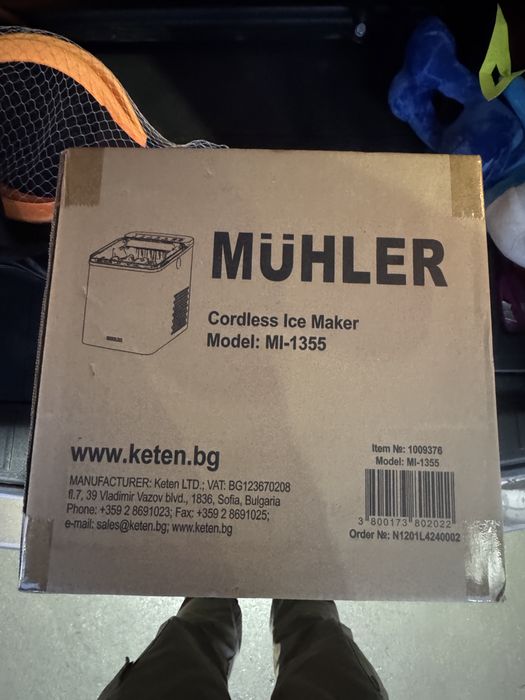 MÜHLER
Cordless Ice Maker
Model: MI-1355
www.keten.bg
MANUFACTURER: Keten LTD.; VAT: BG123670208
fl.7, 39 Vladimir Vazov blvd., 1836, Sofia, Bulgaria
Phone: +359 2 8691023; Fax: +359 2 8691025;
e-mail: sales@keten.bg; www.keten.bg
Item №: 1009376
Model: MI-1355
3 800173 802022
Order №: N1201L4240002
MÜHLER